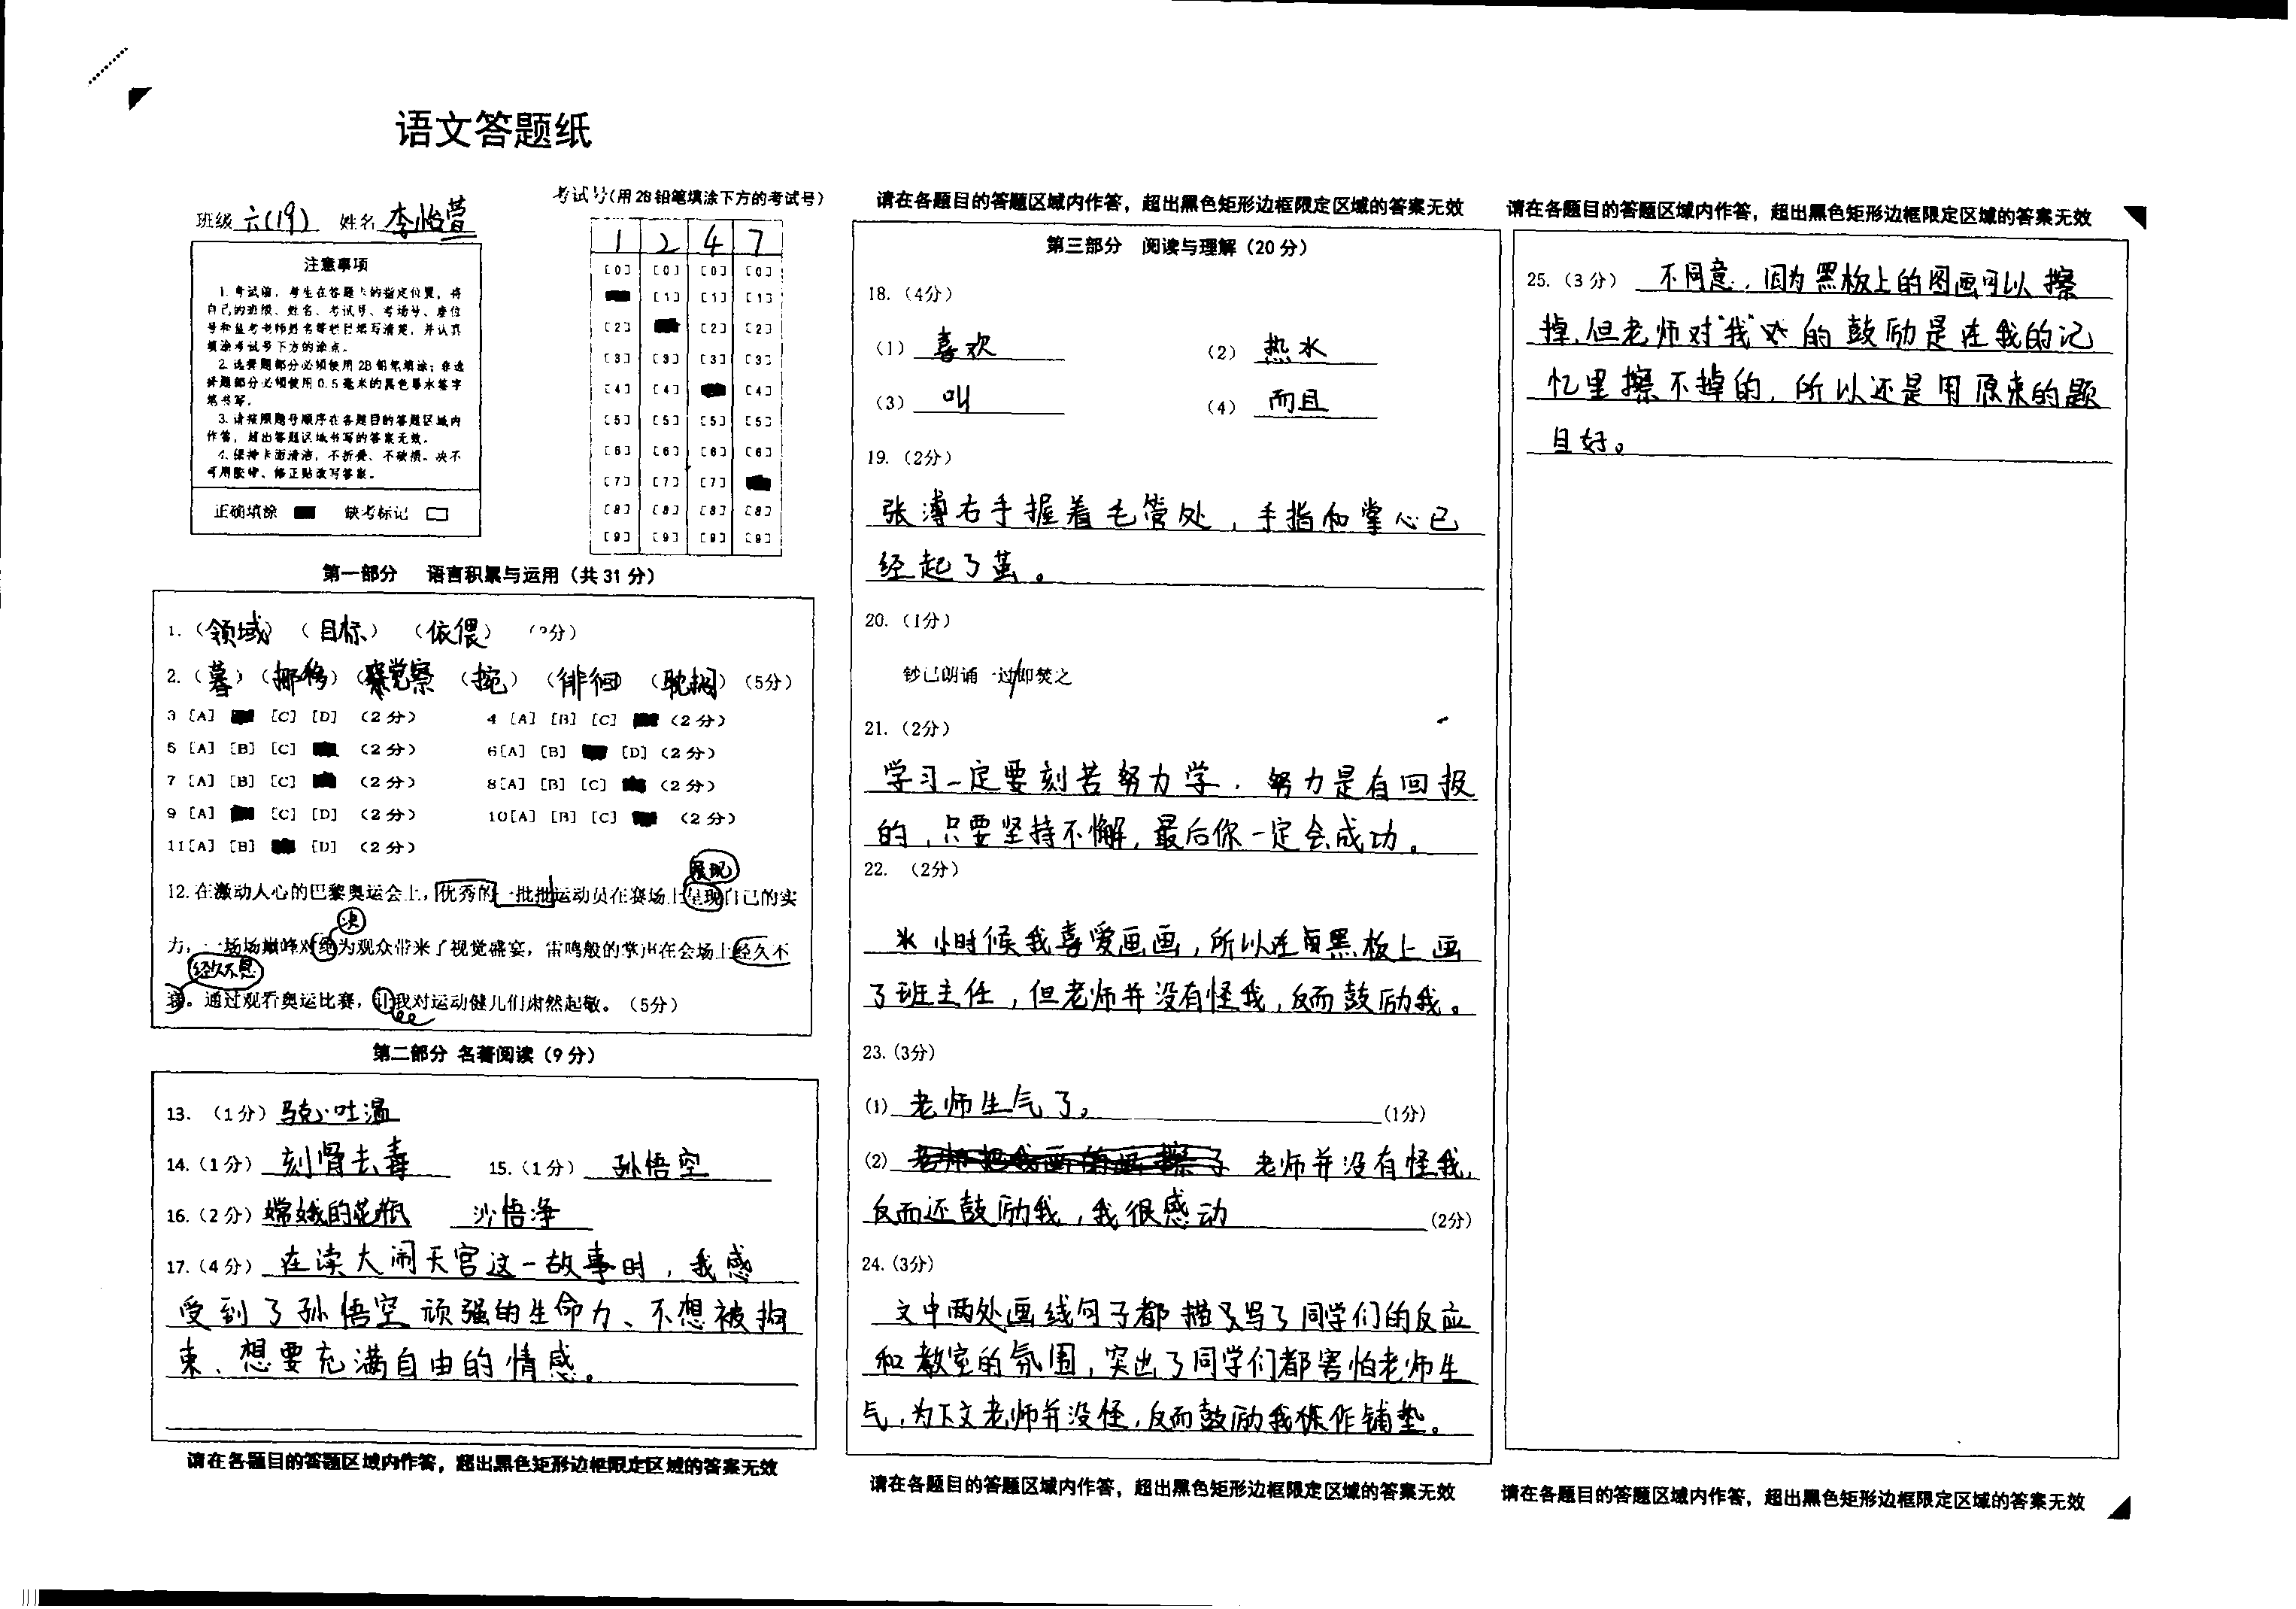 语文答题纸
班级 六(19) 姓名 李怡萱
考试号(用2B铅笔填涂下方的考试号)
1 2 4 7
注意事项
1.考试前，考生在答题卡的指定位置，将
自己的班级、姓名、考试号、考场号、座位
号和监考老师姓名等栏目填写清楚，并认真
填涂考试号下方的涂点。
2.选择题部分必须使用2B铅笔填涂；非选
择题部分必须使用0.5毫米的黑色墨水签字
笔书写。
3.请按照题号顺序在各题目的答题区域内
作答，超出答题区域书写的答案无效。
4.保持卡面清洁，不折叠、不破损。决不
可用胶带、修正贴改写答案。
正确填涂 缺考标记
[0] [0] [0] [0]
[1] [1] [1]
[2] [2] [2]
[3] [3] [3] [3]
[4] [4] [4]
[5] [5] [5] [5]
[6] [6] [6] [6]
[7] [7] [7]
[8] [8] [8] [8]
[9] [9] [9] [9]
第一部分 语言积累与运用（共31分）
1.（领域）（目标）（依偎）
2.（暮）（挪移）（察）（挽）（徘徊）（耽搁）（5分）
3 [A] [C] [D] （2分） 4 [A] [B] [C] （2分）
5 [A] [B] [C] （2分） 6[A] [B] [D]（2分）
7 [A] [B] [C] （2分） 8[A] [B] [C] （2分）
9 [A] [C] [D] （2分） 10[A] [B] [C] （2分）
11[A] [B] [D] （2分）
展现
12.在激动人心的巴黎奥运会上，优秀的一批批运动员在赛场上呈现自己的实
决
力，一场场巅峰对绝为观众带来了视觉盛宴，雷鸣般的掌声在会场上经久不
经久不息
衰。通过观看奥运比赛，让我对运动健儿们肃然起敬。（5分）
第二部分 名著阅读（9分）
13.（1分）马克·吐温
14.（1分）刮骨去毒 15.（1分）孙悟空
16.（2分）嫦娥的花瓶 沙悟净
17.（4分）在读大闹天宫这一故事时，我感
受到了孙悟空顽强的生命力、不想被拘
束、想要充满自由的情感。
请在各题目的答题区域内作答，超出黑色矩形边框限定区域的答案无效
请在各题目的答题区域内作答，超出黑色矩形边框限定区域的答案无效
第三部分 阅读与理解（20分）
18.（4分）
（1）喜欢 （2）热水
（3）叫 （4）而且
19.（2分）
张溥右手握着毛管处，手指和掌心已
经起了茧。
20.（1分）
钞已朗诵一过/即焚之
21.（2分）
学习一定要刻苦努力学，努力是有回报
的，只要坚持不懈，最后你一定会成功。
22.（2分）
小时候我喜爱画画，所以在黑板上画
了班主任，但老师并没有怪我，反而鼓励我。
23.（3分）
(1) 老师生气了。(1分)
(2) 老师并没有怪我，
反而还鼓励我，我很感动 (2分)
24.（3分）
文中两处画线句子都描写了同学们的反应
和教室的氛围，突出了同学们都害怕老师生
气，为下文老师并没怪，反而鼓励我作铺垫。
请在各题目的答题区域内作答，超出黑色矩形边框限定区域的答案无效
请在各题目的答题区域内作答，超出黑色矩形边框限定区域的答案无效
25.（3分） 不同意，因为黑板上的图画可以擦
掉，但老师对“我”的鼓励是在我的记
忆里擦不掉的，所以还是用原来的题
目好。
请在各题目的答题区域内作答，超出黑色矩形边框限定区域的答案无效